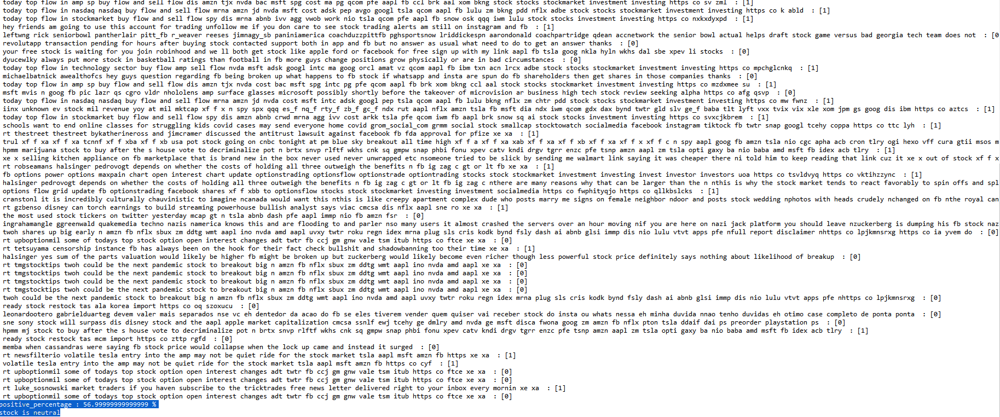 today top flow in amp sp buy flow and sell flow dis amzn tjx nvda bac msft spg cost ma pg qcom pfe aapl fb ccl brk aal xom bkng stock stocks stockmarket investment investing https co sv zml  : [1]
today top flow in nasdaq nasdaq buy flow and sell flow mrna amzn jd nvda msft cost adsk pep avgo googl tsla qcom aapl fb lulu zm bkng pdd nflx adbe stock stocks stockmarket investment investing https co k abld  : [1]
today top flow in stockmarket buy flow and sell flow spy dis mrna abnb ivv agg vwob work nio tsla qcom pfe aapl fb snow osk qqq iwm lulu stock stocks investment investing https co nxkxdyxpd  : [1]
hey friends am going to use this account for trading unfollow me if you don care to see stock trading alerts am still on instagram and fb  : [1]
leftwng rick seniorbowl pantherlair pitt_fb r_weaver reeses jimnagy_sb paniniamerica coachduzzpittfb pghsportsnow lriddickespn aarondonald coachpartridge qdean accnetwork the senior bowl actual helps draft stock game versus bad georgia tech team does not  : [0
revolutapp transaction pending for hours after buying stock contacted support both in app and fb but no answer as usual what need to do to get an answer thanks  : [0]
your free stock is waiting for you join robinhood and we ll both get stock like apple ford or facebook for free sign up with my link aapl fb tsla goog nkla hyln wkhs dal sbe xpev li stocks  : [0]
dyucewlky always put more stock in basketball ratings than football in fb more guys change positions grow physically or are in bad circumstances  : [0]
today top flow in technology sector buy flow amp sell flow nvda msft adsk googl intc ma goog orcl amat vz qcom aapl fb ibm txn acn lrcx adbe stock stocks stockmarket investment investing https co mpchglcnkq  : [1]
michaelbatnick awealthofcs hey guys question regarding fb being broken up what happens to fb stock if whatsapp and insta are spun do fb shareholders then get shares in those companies thanks  : [0]
today top flow in amp sp buy flow and sell flow dis amzn tjx nvda cost bac msft spg intc pg pfe qcom aapl fb brk xom bkng ccl aal stock stocks stockmarket investment investing https co mzdxmee su  : [1]
msft mvis n goog fb pic lazr qs cgro vldr nhololens amp surface glasses microsoft possibly shortly before the takeover of microvision ar business high tech stock review seeking alpha https co afg qsvp  : [0]
today top flow in nasdaq nasdaq buy flow and sell flow mrna amzn jd nvda cost msft intc adsk googl pep tsla qcom aapl fb lulu bkng nflx zm chtr pdd stock stocks stockmarket investment investing https co mw fwnz  : [1]
iinx unknown ev stock mil revenue yoy at mil mktcap xf f x n spy spx qqq es_f nq_f rty_f zb_f gc_f ndx rut aapl nflx amzn tsla fb msft dia ndx iwm qcom gdx dax bynd twtr gld slv ge_f baba tlt lyft vxx tvix vix xle xom jpm gs goog dis ibm https co aztcs  : [1]
today top flow in stockmarket buy flow and sell flow spy dis amzn abnb crwd mrna agg ivv cost arkk tsla pfe qcom iwm fb aapl brk snow sq ai stock stocks investment investing https co svxcjkbrem  : [1]
schools want to end online classes for struggling kids covid cases may send everyone home covid grom_social_com grmm social stock smallcap stocktowatch socialmedia facebook instagram tiktock fb twtr snap googl tcehy coppa https co ttc lyh  : [1]
rt thestreet thestreet bykatherineross and jimcramer discussed the antitrust lawsuit against facebook fb fda approval for pfize xe xa  : [1]
trul xf f xa xf f xa tcnnf xf f xba xf f xb usa pot stock going on cnbc tonight at pm blue sky breakout all time high xf f a xf f xa xab xf f xa xf f xa xf f xb xf f xa xf f x xf f c n spy aapl goog fb amzn tsla nio cgc apha acb cron tlry ogi hexo vff cura gtii msos m
hpmm marijuana stock to buy after the s house vote to decriminalize pot n brtx snvp rlftf wkhs cnk sq gmpw snap phbi fonu xpev catv kndi drgv tgrr enzc pfe tsnp amzn aapl zm tsla opti gaxy ba nio baba amd msft fb idex acb tlry  : [1]
xe x selling kitchen appliance on fb marketplace that is brand new in the box never used never unwrapped etc nsomeone tried to be slick by sending me walmart link saying it was cheaper there ni told him to keep reading that link cuz it xe x out of stock xf f x
rt robseamans halsinger pedrovogt depends on whether the costs of holding all three outweigh the benefits n fb ig zag c gt or lt fb xe xa  : [1]
fb options power options maxpain chart open interest chart update optionstrading optionsflow optionstrade optiontrading stocks stock stockmarket investment investing invest investor investors uoa https co tsvldvyq https co vktihzzync  : [1]
halsinger pedrovogt depends on whether the costs of holding all three outweigh the benefits n fb ig zag c gt or lt fb ig zag c nthere are many reasons why that can be larger than the n nthis is why the stock market tends to react favorably to spin offs and spl
options flow grid update fb optionstrading facebook shares xf f xbb to optionsflow stocks stock stockmarket investing investment socialmedia https co fwphityqjo https co qllkbslcks  : [1]
cranstonl it is incredibly culturally chauvinistic to imagine ncanada would want this nthis is like creepy apartment complex dude who posts marry me signs on female neighbor ndoor and posts stock wedding nphotos with heads crudely nchanged on fb nthe royal can
rt gzbenso disney can torch earnings to build streaming powerhouse bullish analyst says viac cmcsa dis nflx aapl sne ro xe xa  : [1]
the most used stock tickers on twitter yesterday mcap gt n tsla abnb dash pfe aapl immp nio fb amzn fsr  : [0]
ingrahamangle ggreenwald quakemedia techno nazis namerica knows this and are flooding to and parler nso many users it almost crashed the servers over an hour moving nif you are here on nazi jack platform you should leave nzuckerberg is dumping his fb stock naz
twoh shares up big early n amzn fb nflx sbux zm ddtg wmt aapl ino nvda amd aapl uvxy twtr roku regn idex mrna plug sls cris kodk bynd fsly dash ai abnb glsi immp dis nio lulu vtvt apps pfe nfull report disclaimer nhttps co lpjkmnsrxg https co ia yvem do  : [0]
rt upboptionmil some of todays top stock option open interest changes adt twtr fb ccj gm gnw vale tsm itub https co ftce xe xa  : [0]
rt tetsuyama censorship instance fb has always been on the hook for their fact check bullshit and shadowbanning too their time xe xa  : [1]
halsinger yes sum of the parts valuation would likely be higher fb might be broken up but zuckerberg would likely become even richer though less powerful stock price definitely says nothing about likelihood of breakup  : [0]
rt tmgstocktips twoh could be the next pandemic stock to breakout big n amzn fb nflx sbux zm ddtg wmt aapl ino nvda amd aapl xe xa  : [0]
rt tmgstocktips twoh could be the next pandemic stock to breakout big n amzn fb nflx sbux zm ddtg wmt aapl ino nvda amd aapl xe xa  : [0]
rt tmgstocktips twoh could be the next pandemic stock to breakout big n amzn fb nflx sbux zm ddtg wmt aapl ino nvda amd aapl xe xa  : [0]
rt tmgstocktips twoh could be the next pandemic stock to breakout big n amzn fb nflx sbux zm ddtg wmt aapl ino nvda amd aapl xe xa  : [0]
twoh could be the next pandemic stock to breakout big n amzn fb nflx sbux zm ddtg wmt aapl ino nvda amd aapl uvxy twtr roku regn idex mrna plug sls cris kodk bynd fsly dash ai abnb glsi immp dis nio lulu vtvt apps pfe nhttps co lpjkmnsrxg  : [0]
ready stock restock tas ala korea import https co oq szoxucu  : [0]
leonardootero gabrielduarteg devem valer mais separados nse vc eh dentedor da acao do fb se eles tiverem vender quem quiser vai receber stock do insta ou whats nessa eh minha duvida nnao tenho duvidas eh otimo case completo de ponta ponta  : [0]
sne sony stock will surpass dis disney stock and the aapl apple market capitalization cmcsa ssnlf ewj tcehy ge dmlry amd nvda ge msft disca fwona goog zm amzn fb nflx pton tsla ddaif dai ps preorder playstation ps  : [0]
hpmm mj stock to buy after the s house vote to decriminalize pot n brtx snvp rlftf wkhs cnk sq gmpw snap phbi fonu xpev catv kndi drgv tgrr enzc pfe tsnp amzn aapl zm tsla opti gaxy ba nio baba amd msft fb idex acb tlry  : [1]
ready stock restock tas mcm import https co zttp rgfd  : [0]
memba when cassandras were saying fb stock price would collapse when the lock up came and instead it surged  : [0]
rt newsfilterio volatile tesla entry into the amp may not be quiet ride for the stock market tsla aapl msft amzn fb https xe xa  : [1]
volatile tesla entry into the amp may not be quiet ride for the stock market tsla aapl msft amzn fb https co cyf  : [1]
rt upboptionmil some of todays top stock option open interest changes adt twtr fb ccj gm gnw vale tsm itub https co ftce xe xa  : [0]
rt upboptionmil some of todays top stock option open interest changes adt twtr fb ccj gm gnw vale tsm itub https co ftce xe xa  : [0]
rt luke_sosnowski market traders if you haven subscribe to the tricktrades free news letter delivered right to your inbox every mornin xe xa  : [1]
rt upboptionmil some of todays top stock option open interest changes adt twtr fb ccj gm gnw vale tsm itub https co ftce xe xa  : [0]
positive_percentage : 56.99999999999999 %
stock is neutral